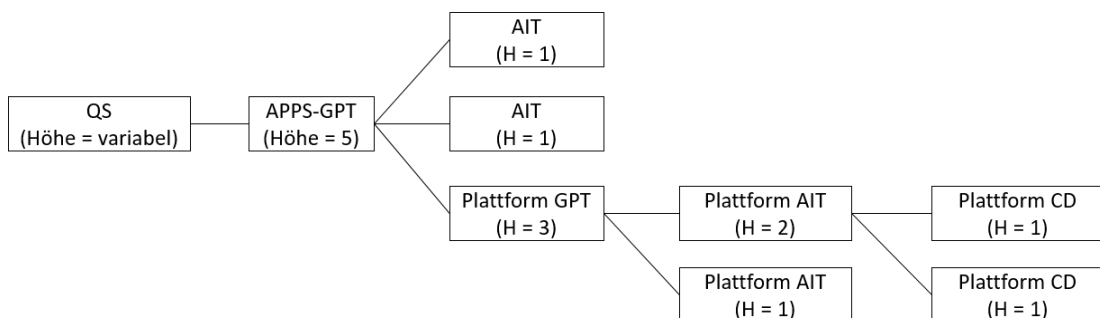 AIT
(H = 1)
QS
(Höhe = variabel)
APPS-GPT
(Höhe = 5)
AIT
(H = 1)
Plattform GPT
(H = 3)
Plattform AIT
(H = 2)
Plattform CD
(H = 1)
Plattform AIT
(H = 1)
Plattform CD
(H = 1)